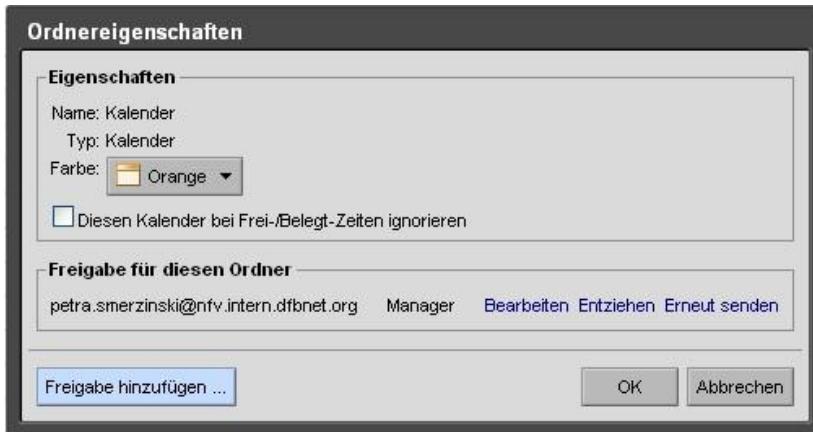 Ordnereigenschaften
Eigenschaften
Name: Kalender
Typ: Kalender
Farbe: Orange
Diesen Kalender bei Frei-/Belegt-Zeiten ignorieren
Freigabe für diesen Ordner
petra.smerzinski@nfv.intern.dfbnet.org Manager Bearbeiten Entziehen Erneut senden
Freigabe hinzufügen ... OK Abbrechen